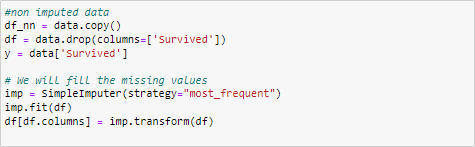 #non imputed data
df_nn = data.copy()
df = data.drop(columns=['Survived'])
y = data['Survived']
# We will fill the missing values
imp = SimpleImputer(strategy="most_frequent")
imp.fit(df)
df[df.columns] = imp.transform(df)